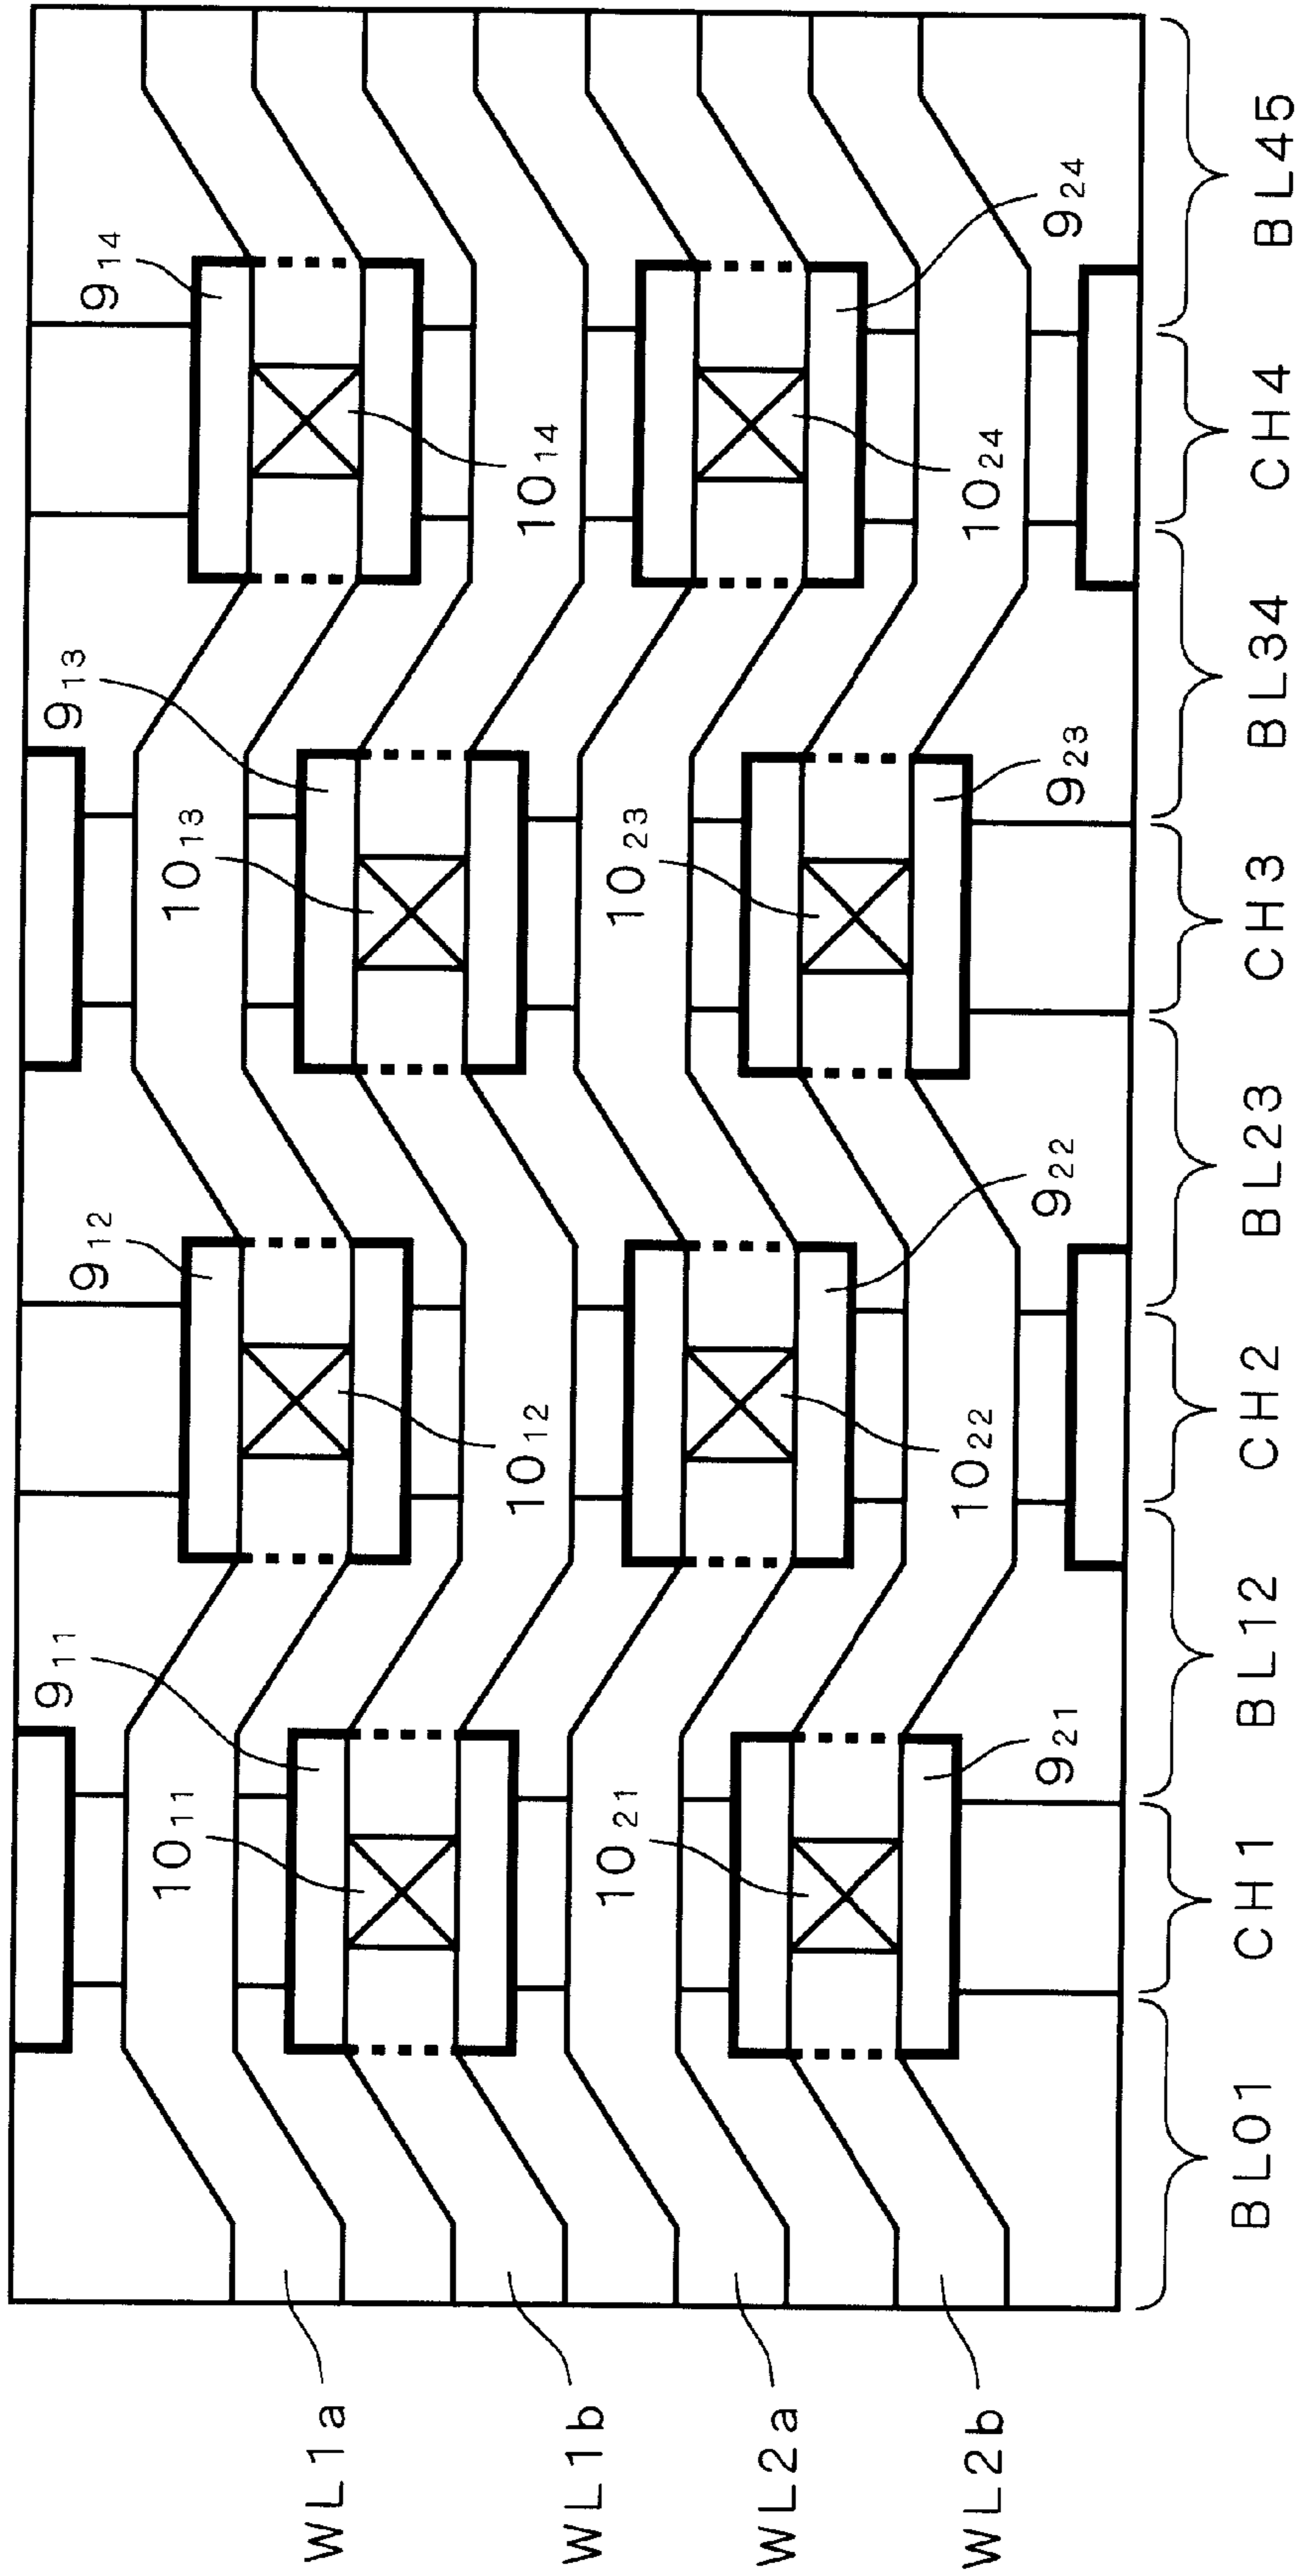 WL1a
WL1b
WL2a
WL2b
9₁₁
10₁₁
10₂₁
9₂₁
9₁₂
10₁₂
10₂₂
9₂₂
9₁₃
10₁₃
10₂₃
9₂₃
9₁₄
10₁₄
10₂₄
9₂₄
BL01
CH1
BL12
CH2
BL23
CH3
BL34
CH4
BL45